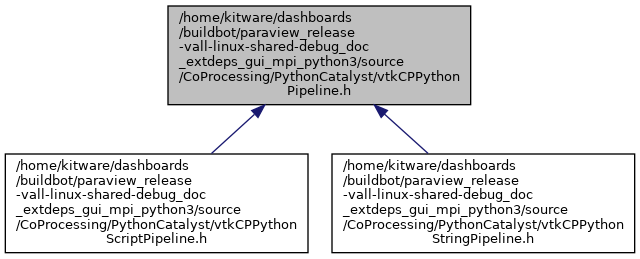 /home/kitware/dashboards
/buildbot/paraview_release
-vall-linux-shared-debug_doc
_extdeps_gui_mpi_python3/source
/CoProcessing/PythonCatalyst/vtkCPPython
Pipeline.h
/home/kitware/dashboards
/buildbot/paraview_release
-vall-linux-shared-debug_doc
_extdeps_gui_mpi_python3/source
/CoProcessing/PythonCatalyst/vtkCPPython
ScriptPipeline.h
/home/kitware/dashboards
/buildbot/paraview_release
-vall-linux-shared-debug_doc
_extdeps_gui_mpi_python3/source
/CoProcessing/PythonCatalyst/vtkCPPython
StringPipeline.h